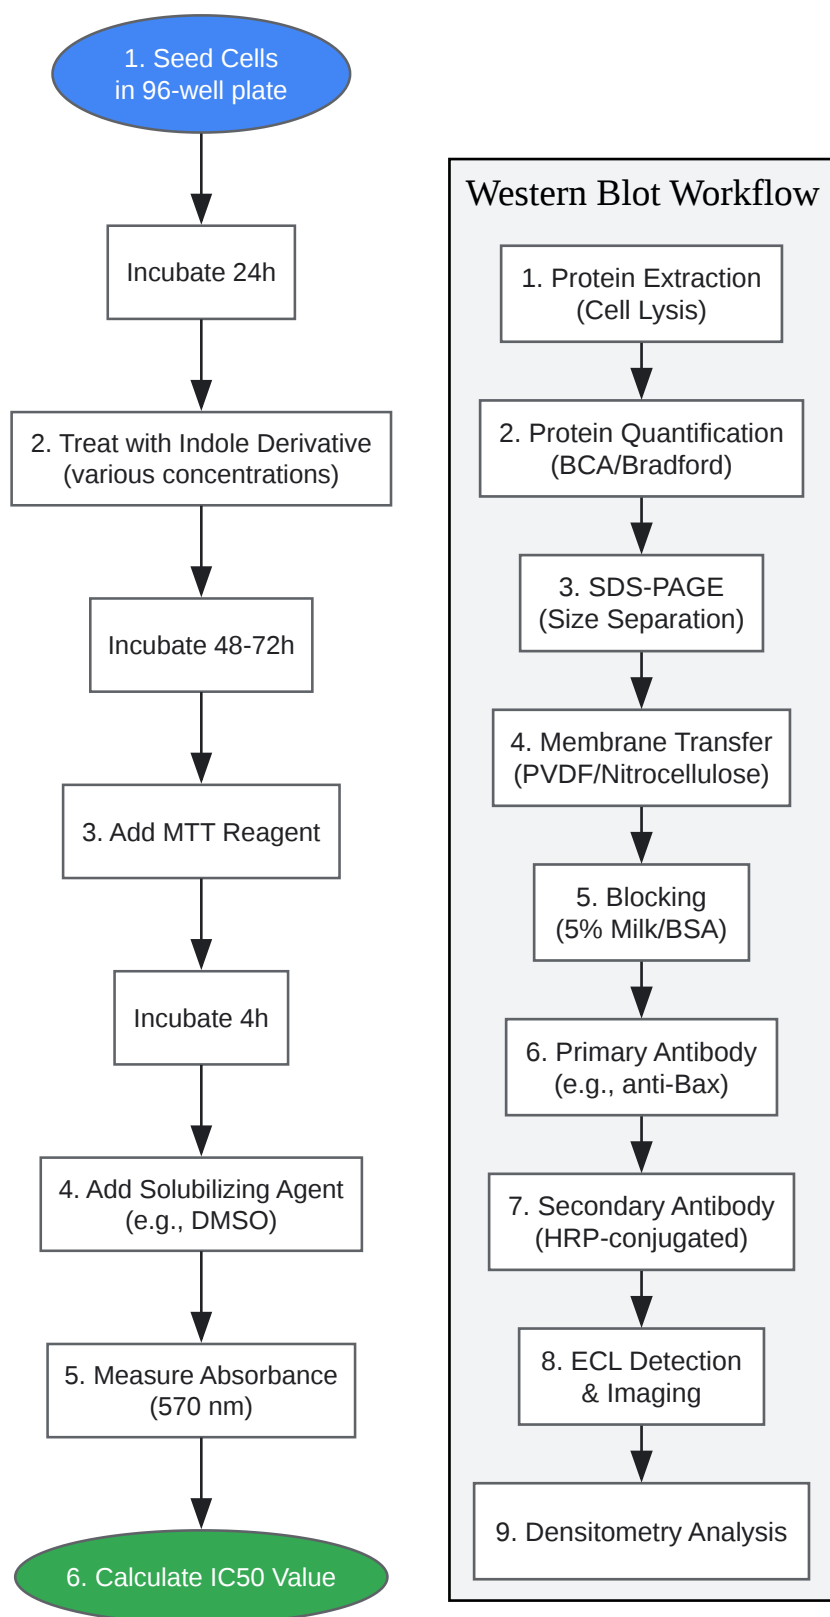 1. Seed Cells
in 96-well plate
Incubate 24h
2. Treat with Indole Derivative
(various concentrations)
Incubate 48-72h
3. Add MTT Reagent
Incubate 4h
4. Add Solubilizing Agent
(e.g., DMSO)
5. Measure Absorbance
(570 nm)
6. Calculate IC50 Value
Western Blot Workflow
1. Protein Extraction
(Cell Lysis)
2. Protein Quantification
(BCA/Bradford)
3. SDS-PAGE
(Size Separation)
4. Membrane Transfer
(PVDF/Nitrocellulose)
5. Blocking
(5% Milk/BSA)
6. Primary Antibody
(e.g., anti-Bax)
7. Secondary Antibody
(HRP-conjugated)
8. ECL Detection
& Imaging
9. Densitometry Analysis